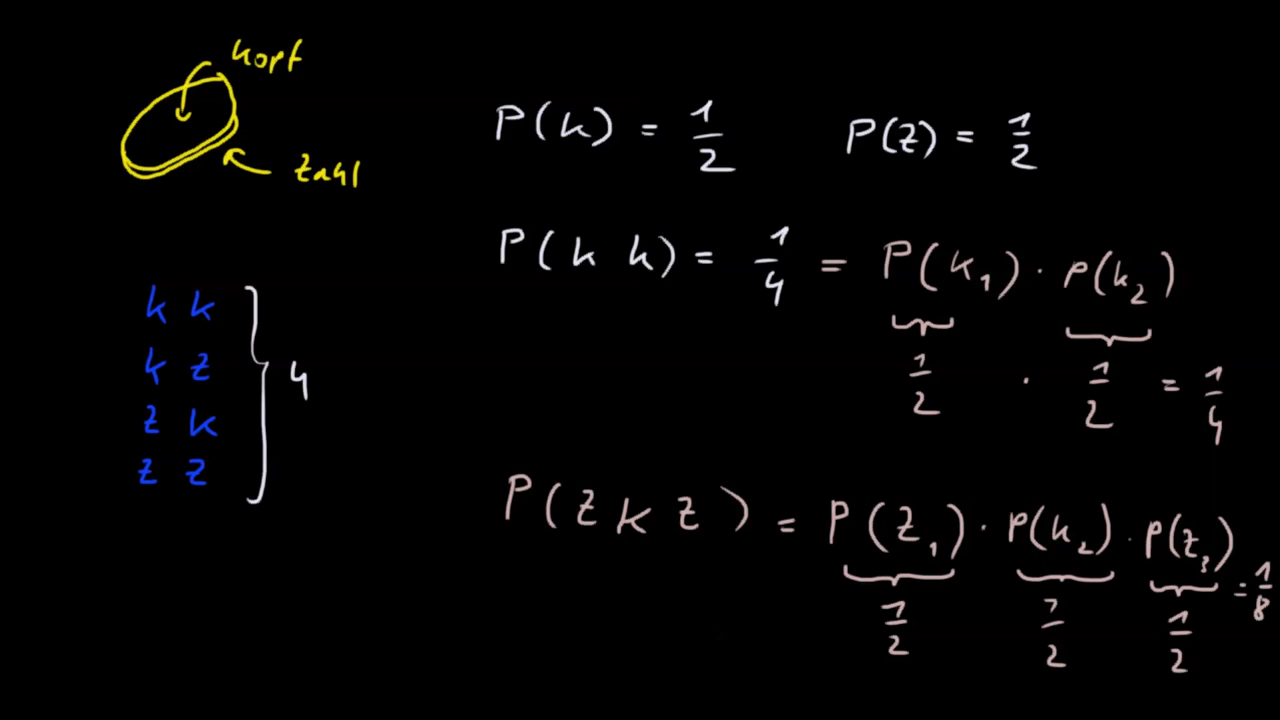 Kopf
Zahl
P(k) = 1/2
P(z) = 1/2
P(k k) = 1/4 = P(k₁) · P(k₂)
1/2 · 1/2 = 1/4
k k
k z
z k
z z
4
P(z k z) = P(z₁) · P(k₂) · P(z₃) = 1/8
1/2 1/2 1/2